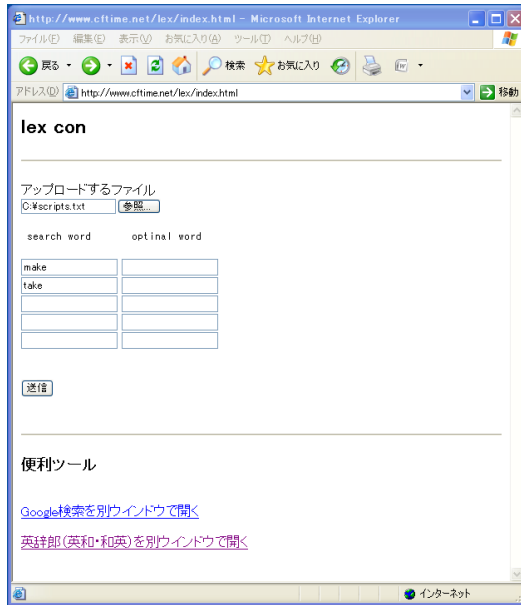 http://www.cftime.net/lex/index.html - Microsoft Internet Explorer
ファイル(F) 編集(E) 表示(V) お気に入り(A) ツール(T) ヘルプ(H)
戻る 検索 お気に入り
アドレス(D) http://www.cftime.net/lex/index.html 移動
lex con
アップロードするファイル
C:¥scripts.txt 参照...
search word optinal word
make
take
送信
便利ツール
Google検索を別ウインドウで開く
英辞郎(英和・和英)を別ウインドウで開く
インターネット